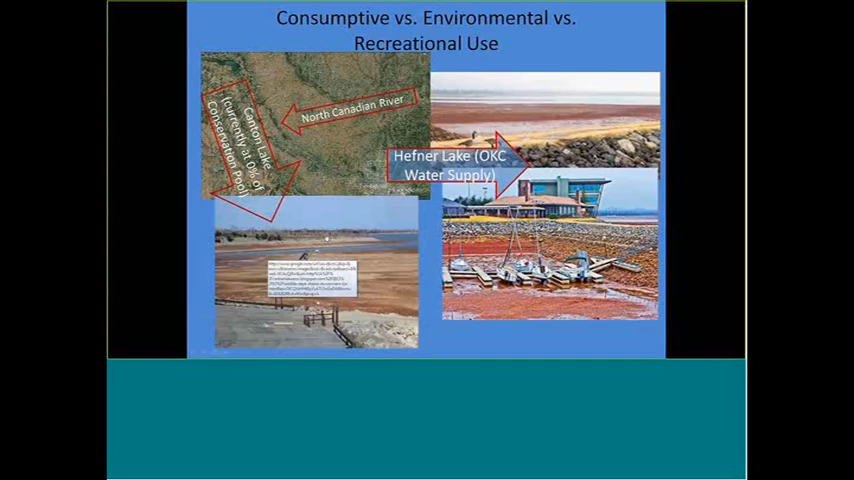 Consumptive vs. Environmental vs.
Recreational Use
North Canadian River
Canton Lake
(currently at 0% of
Conservation Pool)
Hefner Lake (OKC
Water Supply)